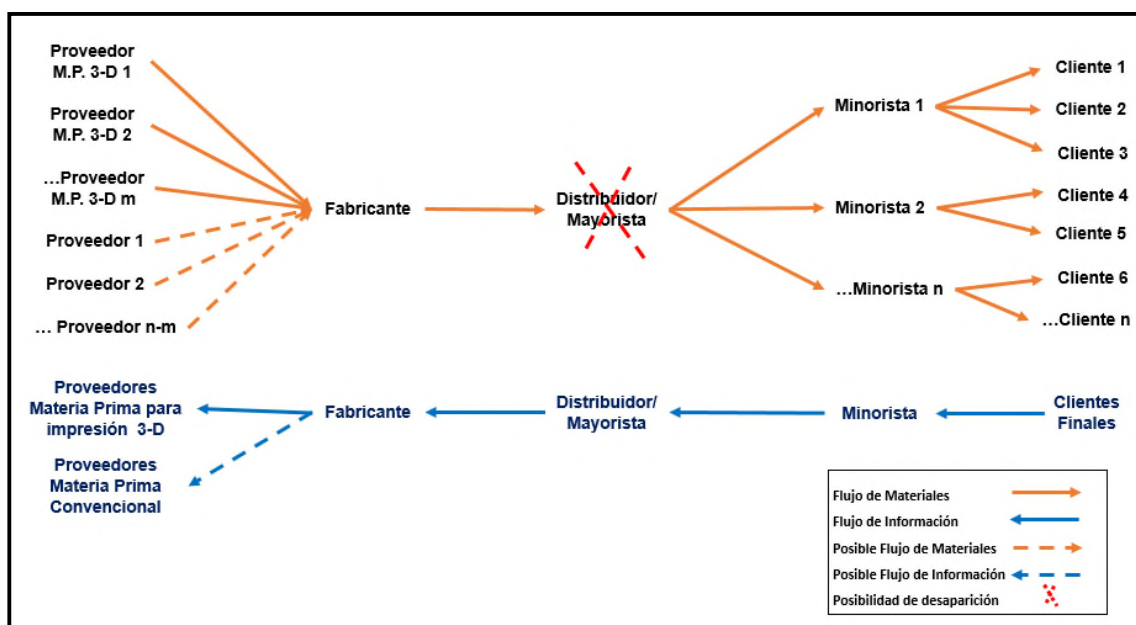 Proveedor
M.P. 3-D 1
Proveedor
M.P. 3-D 2
...Proveedor
M.P. 3-D m
Proveedor 1
Proveedor 2
... Proveedor n-m
Fabricante
Distribuidor/
Mayorista
Minorista 1
Minorista 2
...Minorista n
Cliente 1
Cliente 2
Cliente 3
Cliente 4
Cliente 5
Cliente 6
...Cliente n
Proveedores
Materia Prima para
impresión 3-D
Proveedores
Materia Prima
Convencional
Fabricante
Distribuidor/
Mayorista
Minorista
Clientes
Finales
Flujo de Materiales
Flujo de Información
Posible Flujo de Materiales
Posible Flujo de Información
Posibilidad de desaparición